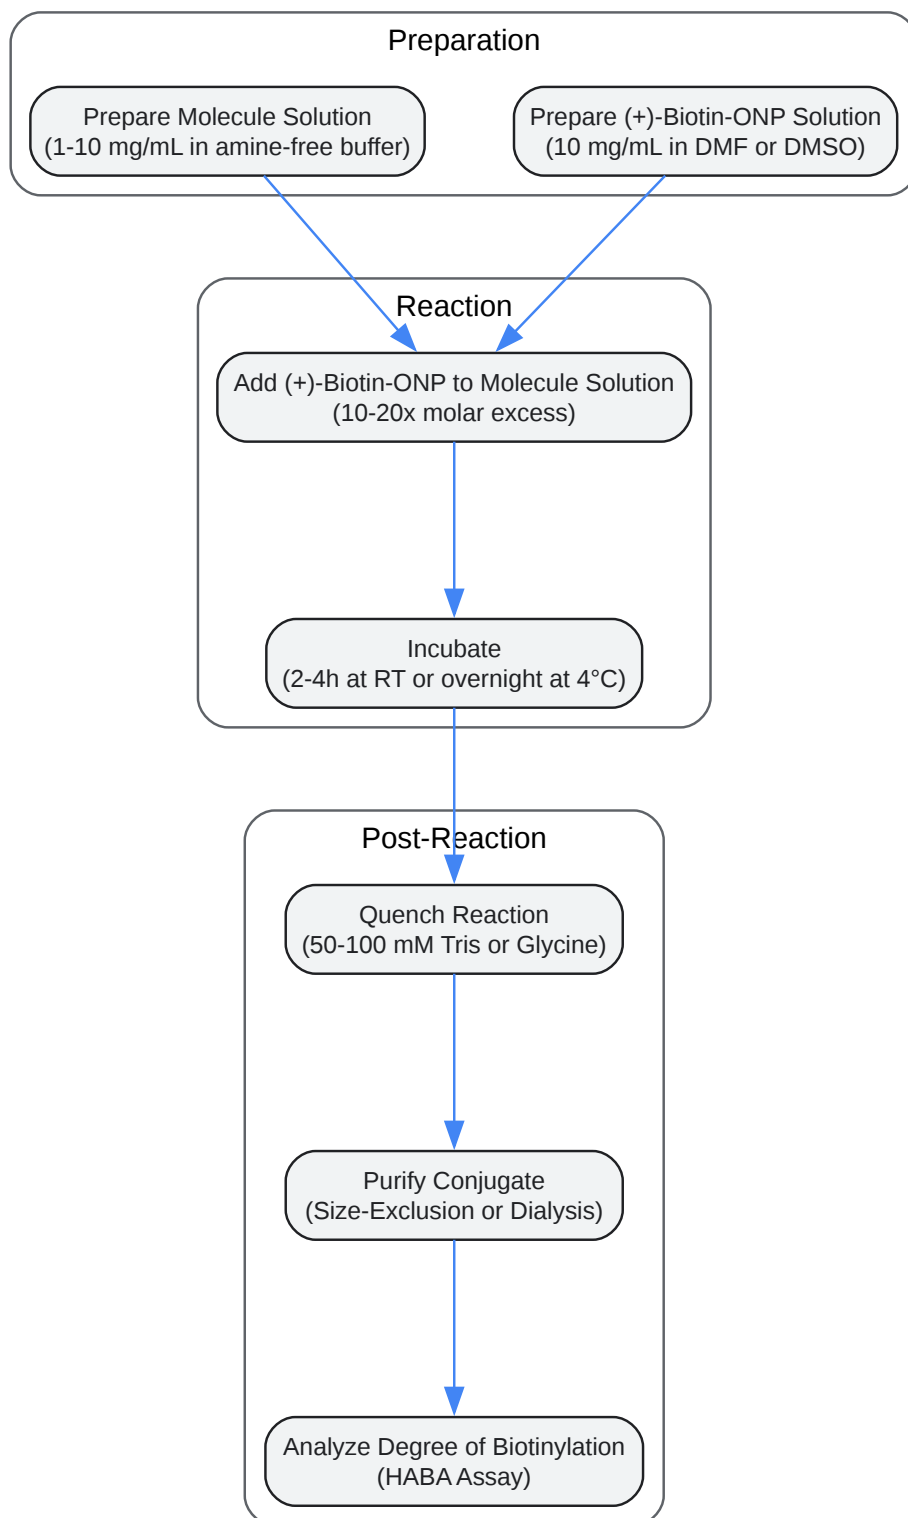 Preparation
Prepare Molecule Solution
(1-10 mg/mL in amine-free buffer)
Prepare (+)-Biotin-ONP Solution
(10 mg/mL in DMF or DMSO)
Reaction
Add (+)-Biotin-ONP to Molecule Solution
(10-20x molar excess)
Incubate
(2-4h at RT or overnight at 4°C)
Post-Reaction
Quench Reaction
(50-100 mM Tris or Glycine)
Purify Conjugate
(Size-Exclusion or Dialysis)
Analyze Degree of Biotinylation
(HABA Assay)